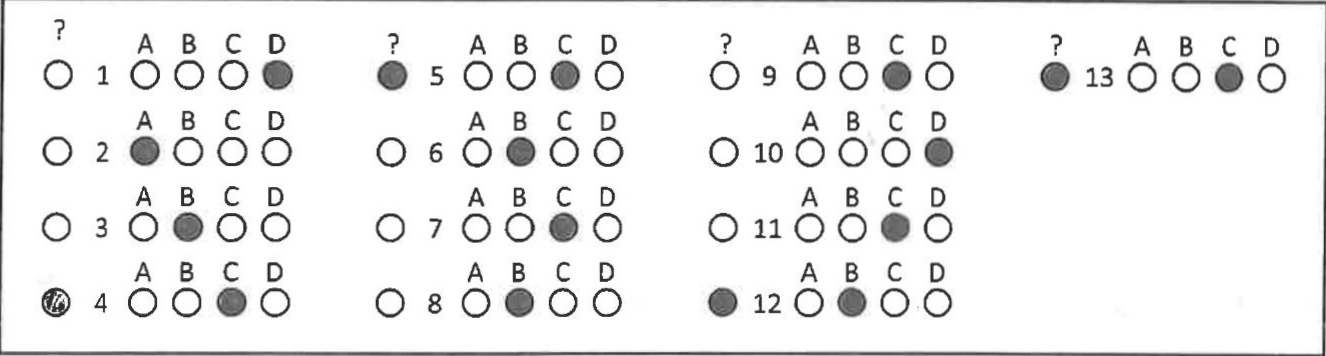 ? A B C D ? A B C D ? A B C D ? A B C D
1 5 9 13
A B C D A B C D A B C D
2 6 10
A B C D A B C D A B C D
3 7 11
A B C D A B C D A B C D
4 8 12